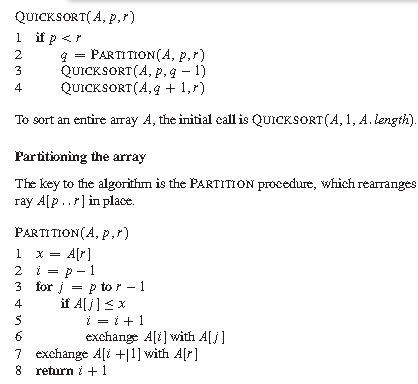 QUICKSORT(A, p, r)
1 if p < r
2 q = PARTITION(A, p, r)
3 QUICKSORT(A, p, q − 1)
4 QUICKSORT(A, q + 1, r)
To sort an entire array A, the initial call is QUICKSORT(A, 1, A.length).
Partitioning the array
The key to the algorithm is the PARTITION procedure, which rearranges
ray A[p..r] in place.
PARTITION(A, p, r)
1 x = A[r]
2 i = p − 1
3 for j = p to r − 1
4 if A[j] ≤ x
5 i = i + 1
6 exchange A[i] with A[j]
7 exchange A[i + 1] with A[r]
8 return i + 1